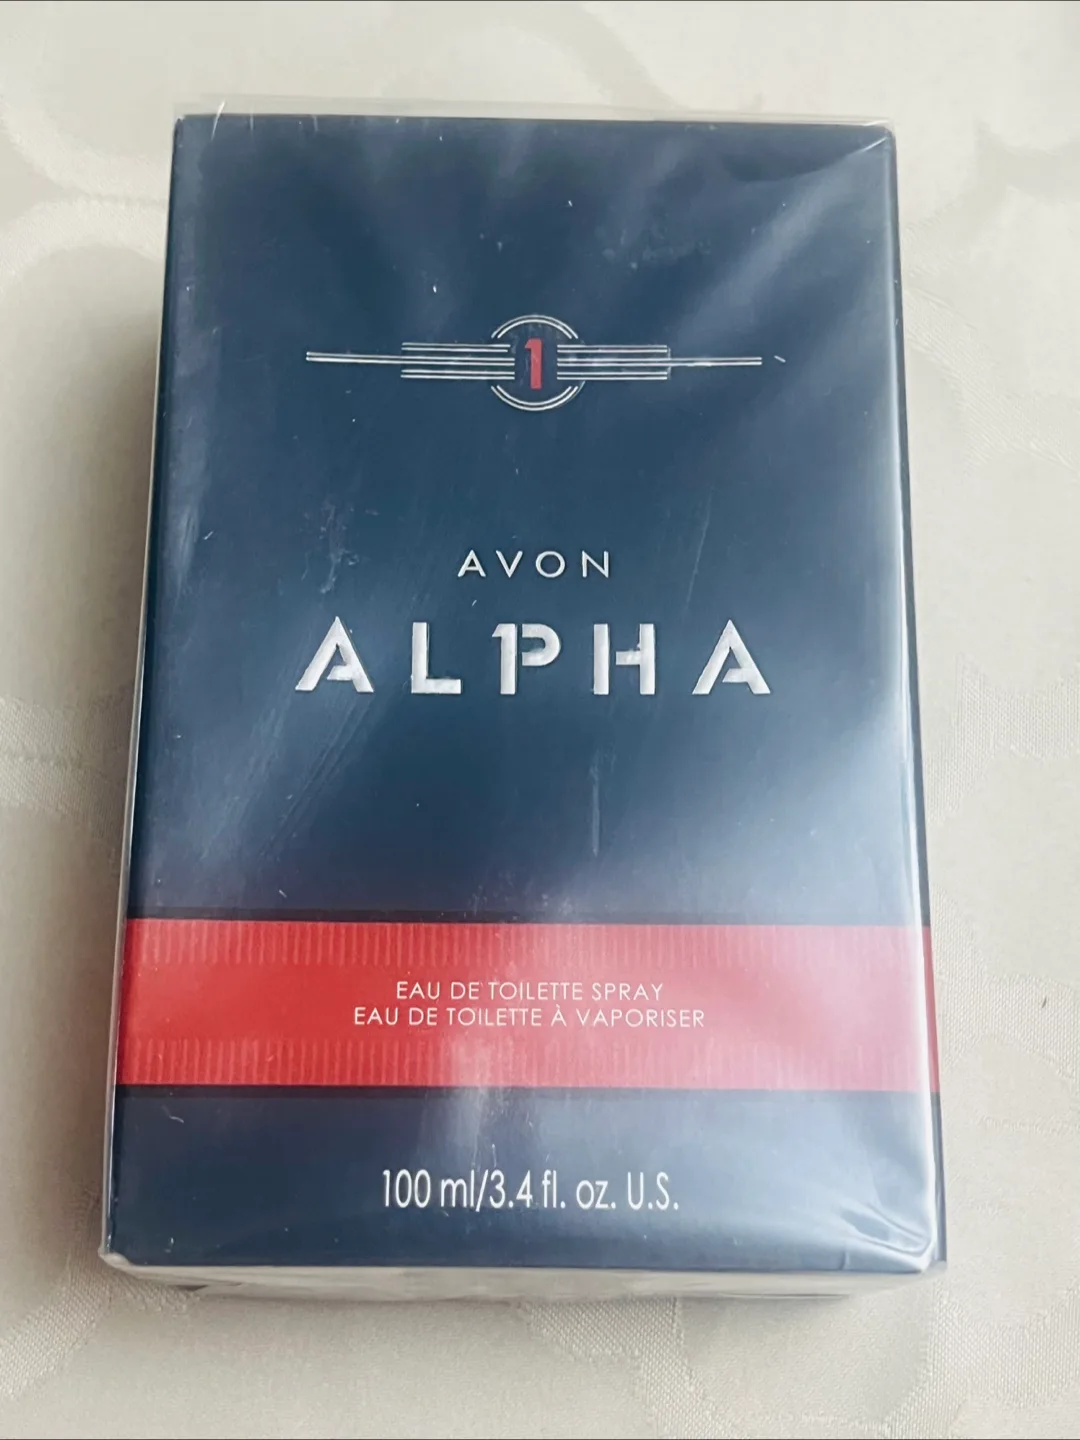 1
AVON
ALPHA
EAU DE TOILETTE SPRAY
EAU DE TOILETTE À VAPORISER
100 ml/3.4 fl. oz. U.S.